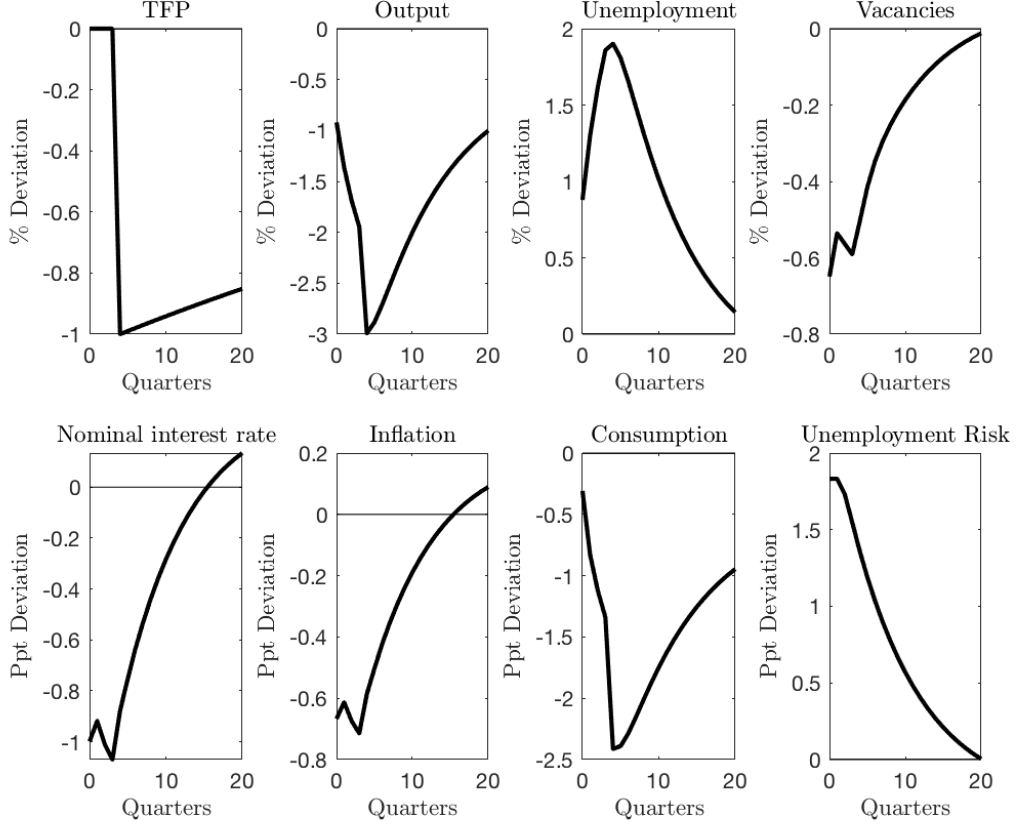 TFP
0
-0.2
-0.4
-0.6
-0.8
-1
% Deviation
0 10 20
Quarters
Output
0
-0.5
-1
-1.5
-2
-2.5
-3
% Deviation
0 10 20
Quarters
Unemployment
2
1.5
1
0.5
0
% Deviation
0 10 20
Quarters
Vacancies
0
-0.2
-0.4
-0.6
-0.8
% Deviation
0 10 20
Quarters
Nominal interest rate
0
-0.2
-0.4
-0.6
-0.8
-1
Ppt Deviation
0 10 20
Quarters
Inflation
0.2
0
-0.2
-0.4
-0.6
-0.8
Ppt Deviation
0 10 20
Quarters
Consumption
0
-0.5
-1
-1.5
-2
-2.5
Ppt Deviation
0 10 20
Quarters
Unemployment Risk
2
1.5
1
0.5
0
Ppt Deviation
0 10 20
Quarters